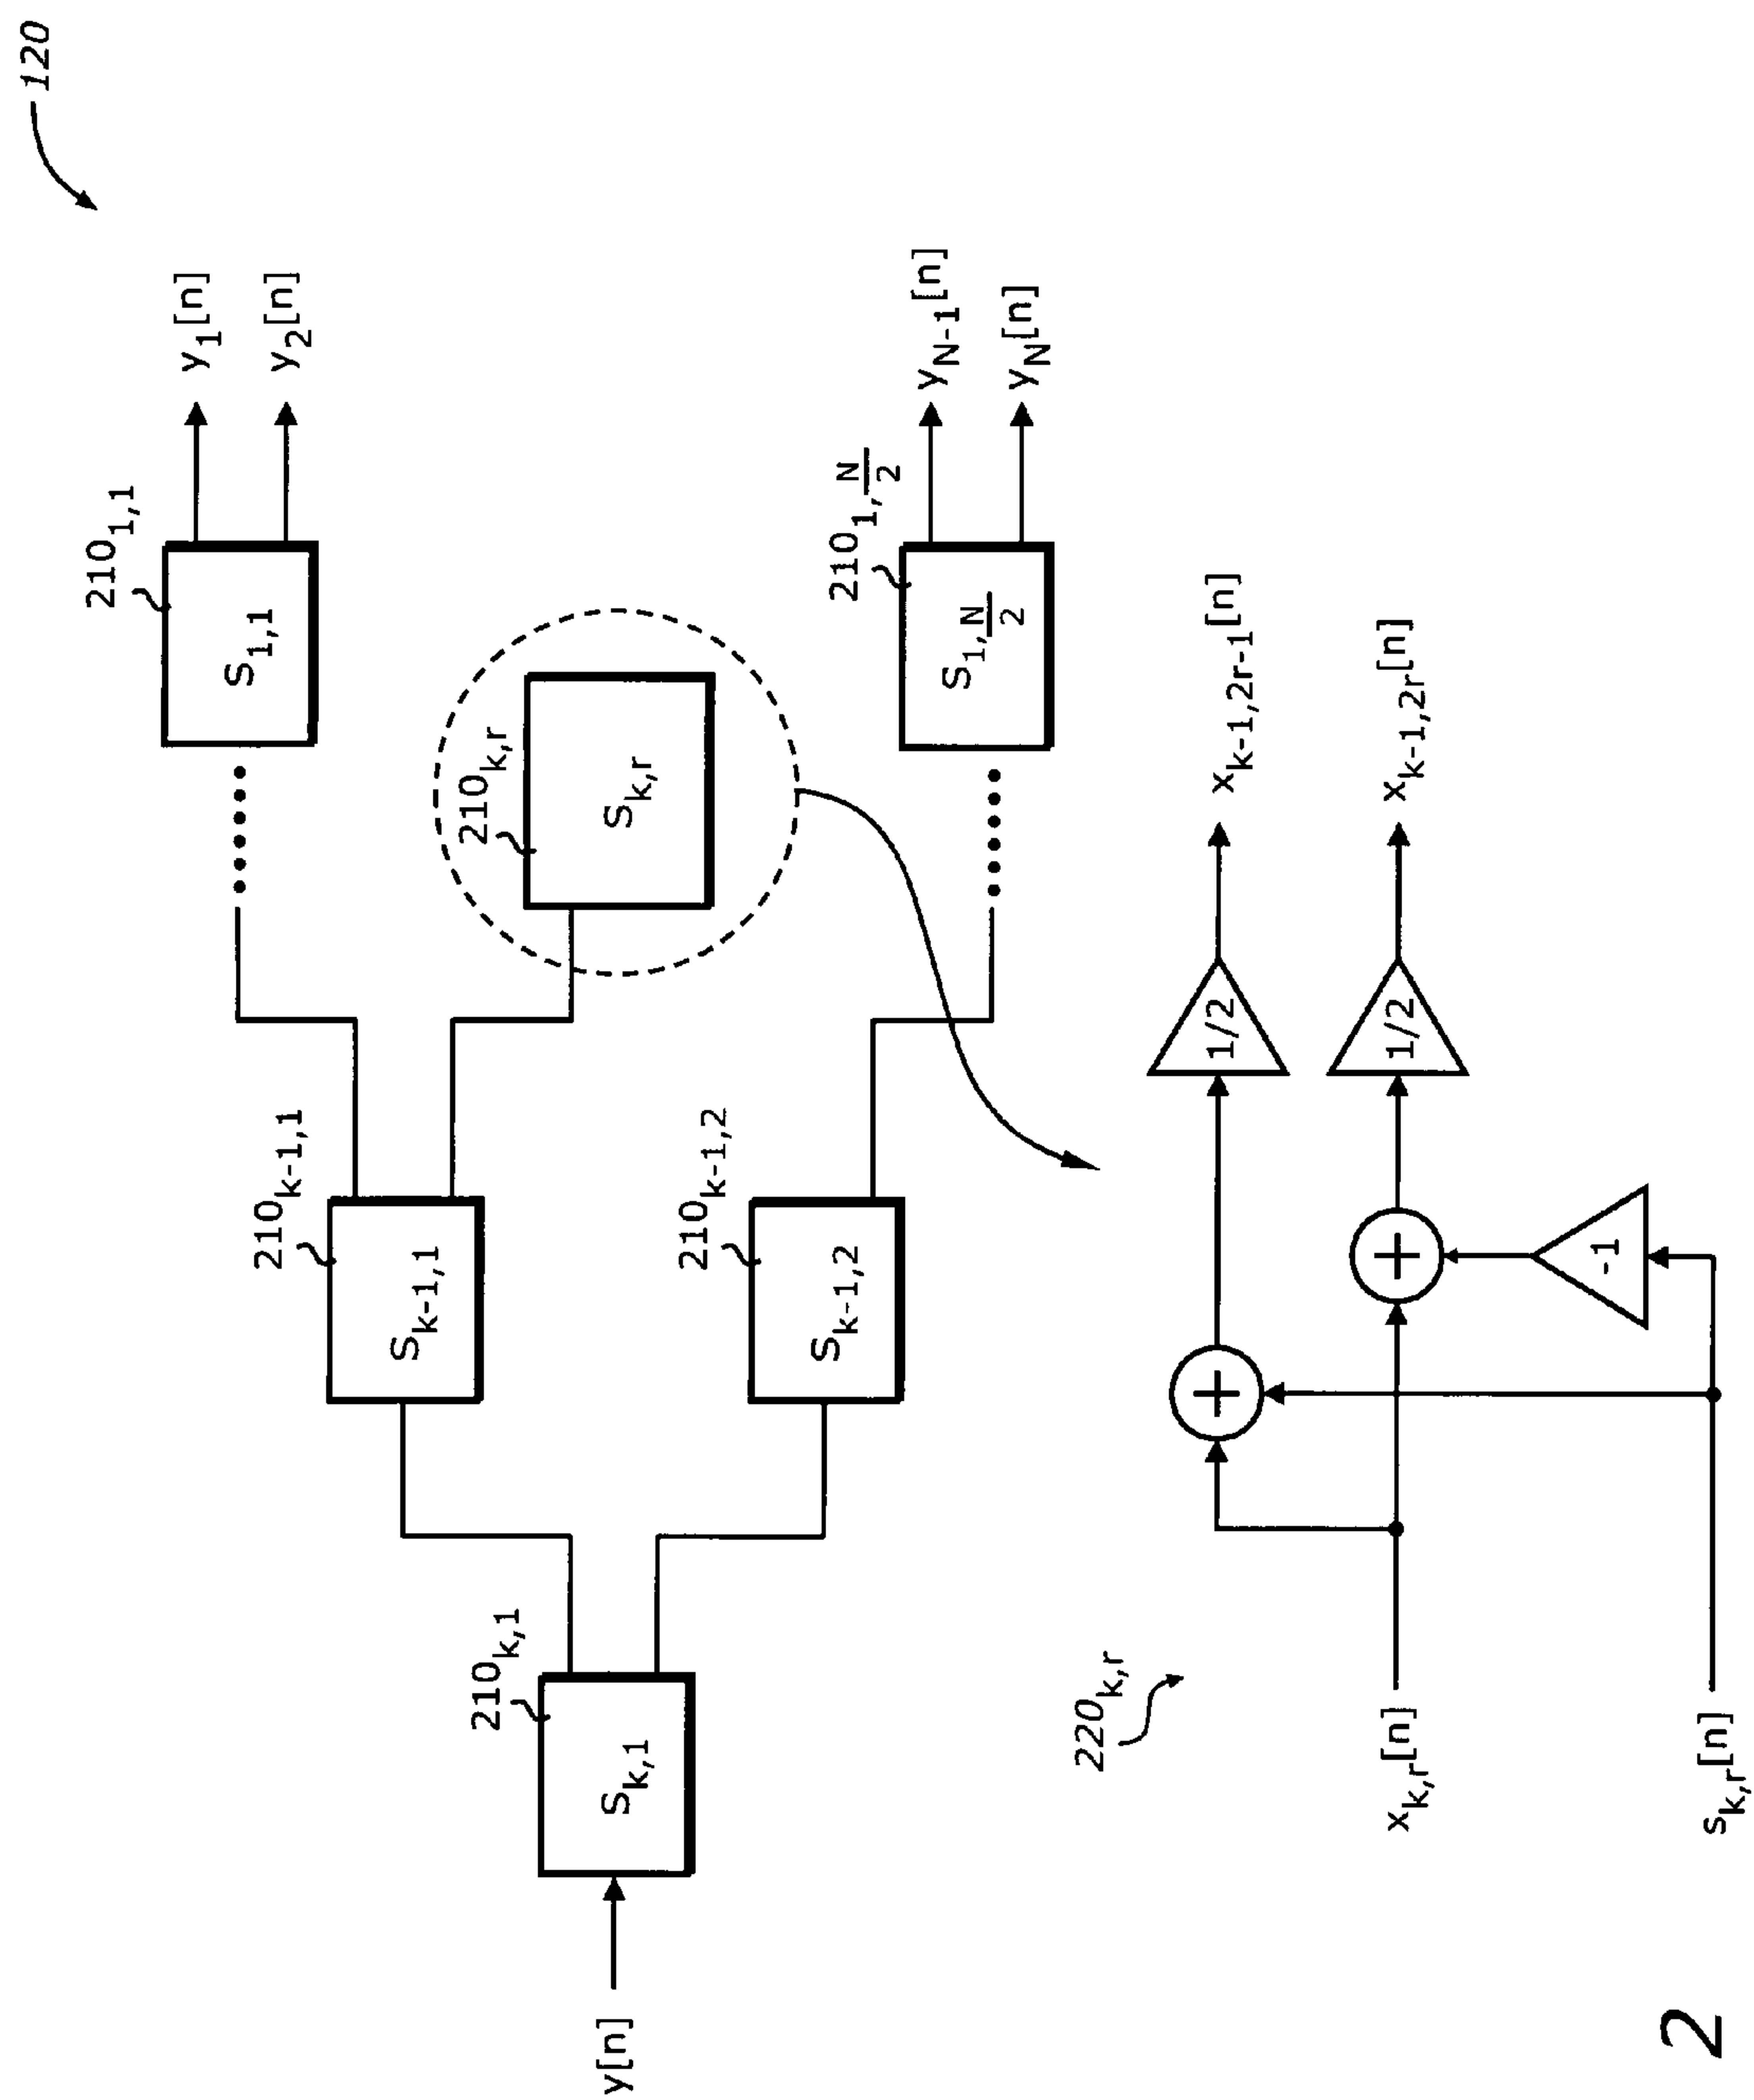 120
y[n]
210k,1
Sk,1
210k-1,1
Sk-1,1
210k-1,2
Sk-1,2
210k,r
Sk,r
2101,1
S1,1
y1[n]
y2[n]
2101,N/2
S1,N/2
yN-1[n]
yN[n]
220k,r
xk,r[n]
sk,r[n]
+
+
-1
1/2
1/2
xk-1,2r-1[n]
xk-1,2r[n]
2